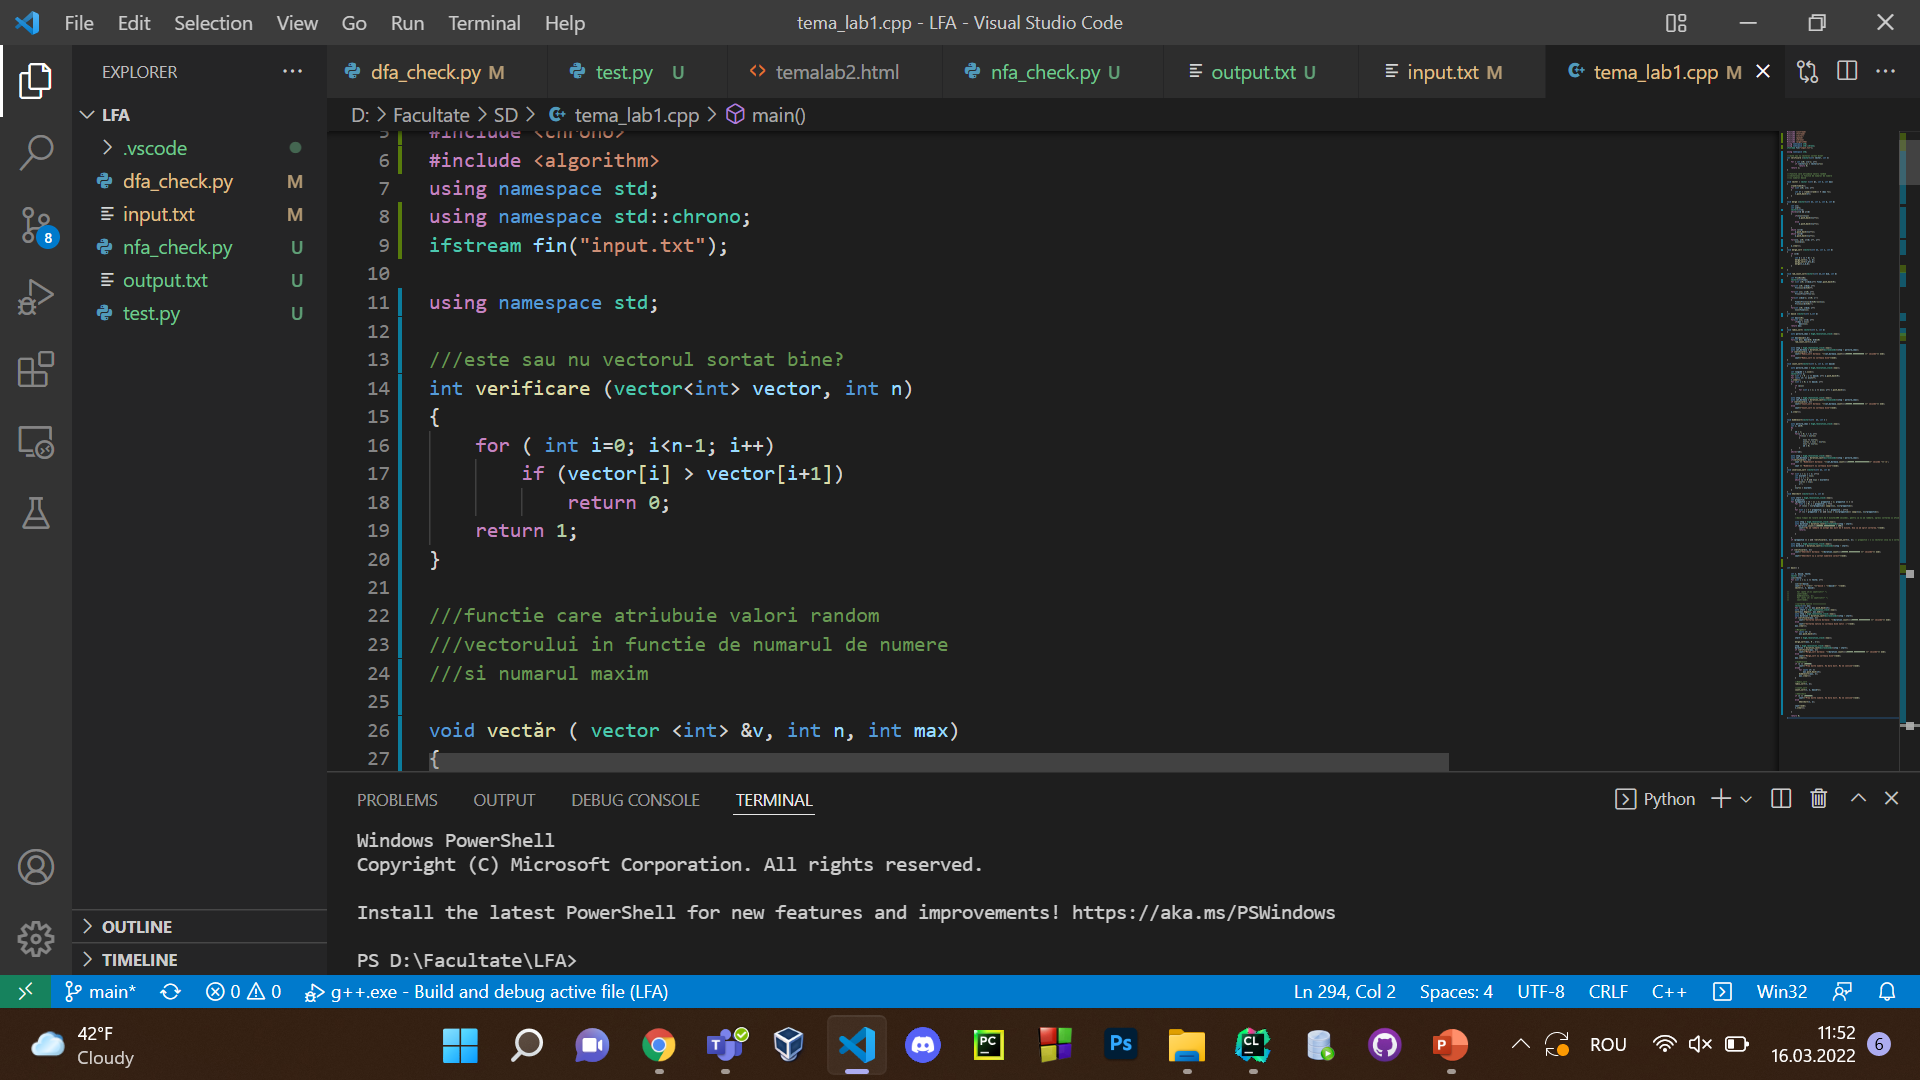 File Edit Selection View Go Run Terminal Help
tema_lab1.cpp - LFA - Visual Studio Code
EXPLORER
LFA
.vscode
dfa_check.py M
input.txt M
nfa_check.py U
output.txt U
test.py U
OUTLINE
TIMELINE
8
dfa_check.py M test.py U temalab2.html nfa_check.py U output.txt U input.txt M tema_lab1.cpp M
D: > Facultate > SD > tema_lab1.cpp > main()
5 #include <chrono>
6 #include <algorithm>
7 using namespace std;
8 using namespace std::chrono;
9 ifstream fin("input.txt");
10
11 using namespace std;
12
13 ///este sau nu vectorul sortat bine?
14 int verificare (vector<int> vector, int n)
15 {
16 for ( int i=0; i<n-1; i++)
17 if (vector[i] > vector[i+1])
18 return 0;
19 return 1;
20 }
21
22 ///functie care atriubuie valori random
23 ///vectorului in functie de numarul de numere
24 ///si numarul maxim
25
26 void vectăr ( vector <int> &v, int n, int max)
27 {
PROBLEMS OUTPUT DEBUG CONSOLE TERMINAL
Python
Windows PowerShell
Copyright (C) Microsoft Corporation. All rights reserved.
Install the latest PowerShell for new features and improvements! https://aka.ms/PSWindows
PS D:\Facultate\LFA>
main* 0 0 g++.exe - Build and debug active file (LFA)
Ln 294, Col 2 Spaces: 4 UTF-8 CRLF C++ Win32
42°F
Cloudy
T
PC
Ps
CL
P
ROU
11:52
16.03.2022
6